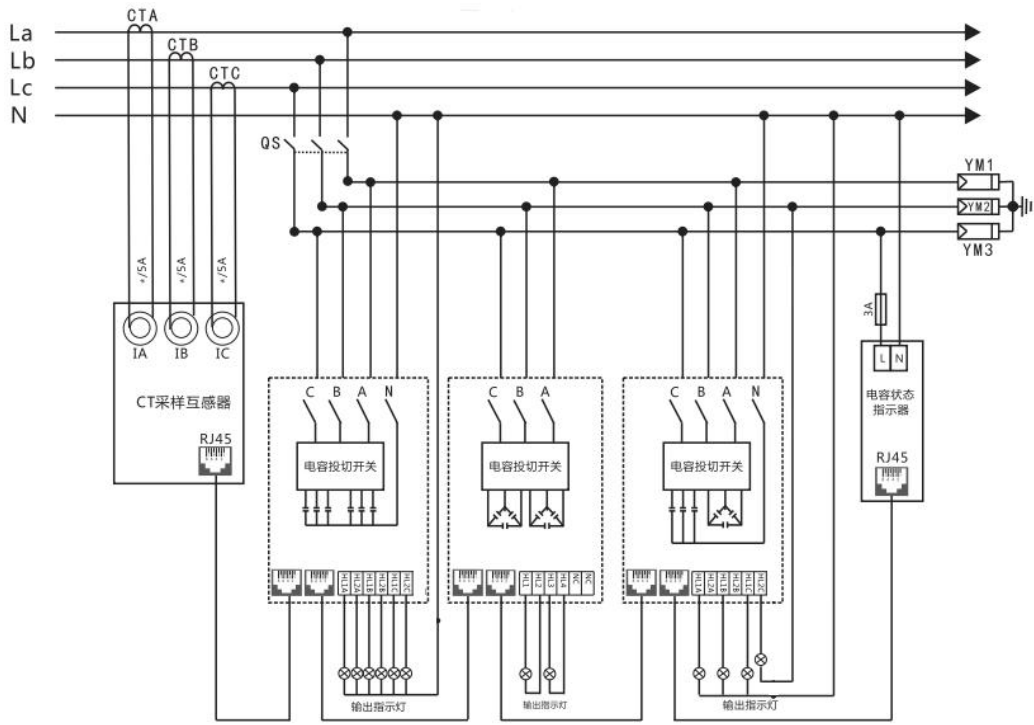 CTA
La
CTB
Lb
CTC
Lc
N
QS
YM1
YM2
YM3
*/5A
*/5A
*/5A
3A
IA IB IC
L N
CT采样互感器
电容状态
指示器
RJ45
RJ45
C B A N
C B A
C B A N
电容投切开关
电容投切开关
电容投切开关
HL1A HL2A HL1B HL2B HL1C HL2C
HL1 HL2 HL3 HL4 NC NC
HL1A HL2A HL1B HL2B HL1C HL2C
输出指示灯
输出指示灯
输出指示灯